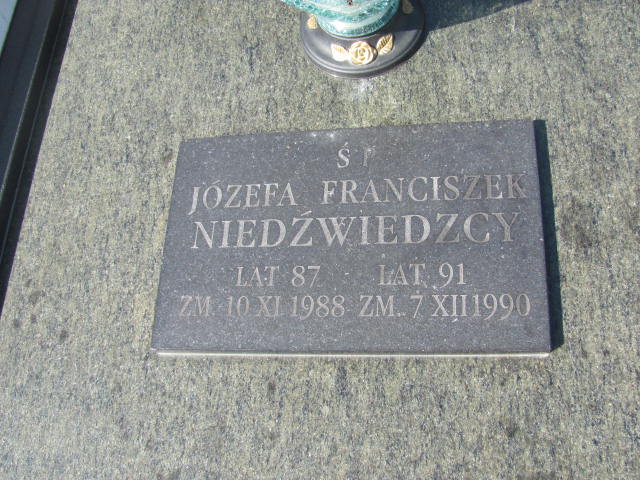 Ś P
JÓZEFA FRANCISZEK
NIEDŹWIEDZCY
LAT 87 LAT 91
ZM. 10 XI 1988 ZM. 7 XII 1990